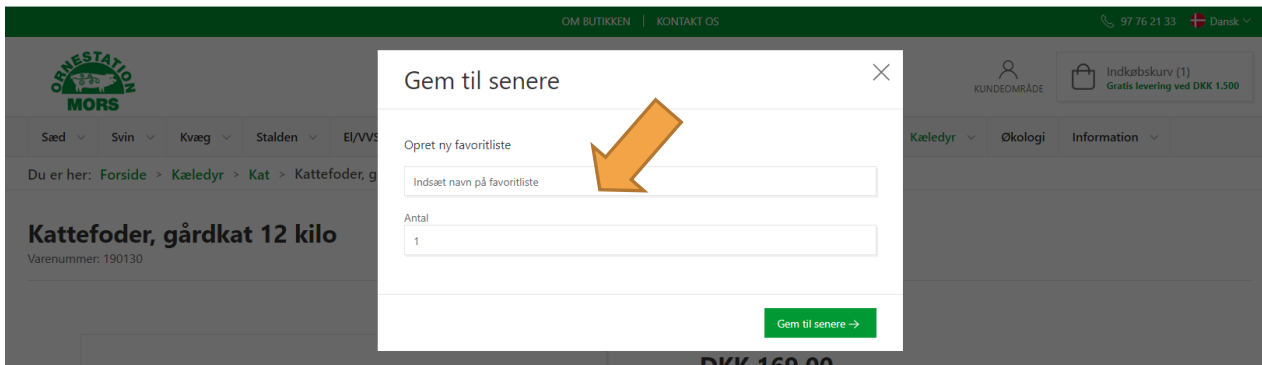 OM BUTIKKEN | KONTAKT OS
97 76 21 33 Dansk
ORNESTATION
MORS
KUNDEOMRÅDE
Indkøbskurv (1)
Gratis levering ved DKK 1.500
Sæd Svin Kvæg Stalden El/VVS Kæledyr Økologi Information
Du er her: Forside > Kæledyr > Kat > Kattefoder, g
Kattefoder, gårdkat 12 kilo
Varenummer: 190130
Gem til senere
Opret ny favoritliste
Indsæt navn på favoritliste
Antal
1
Gem til senere →
DKK 169,00